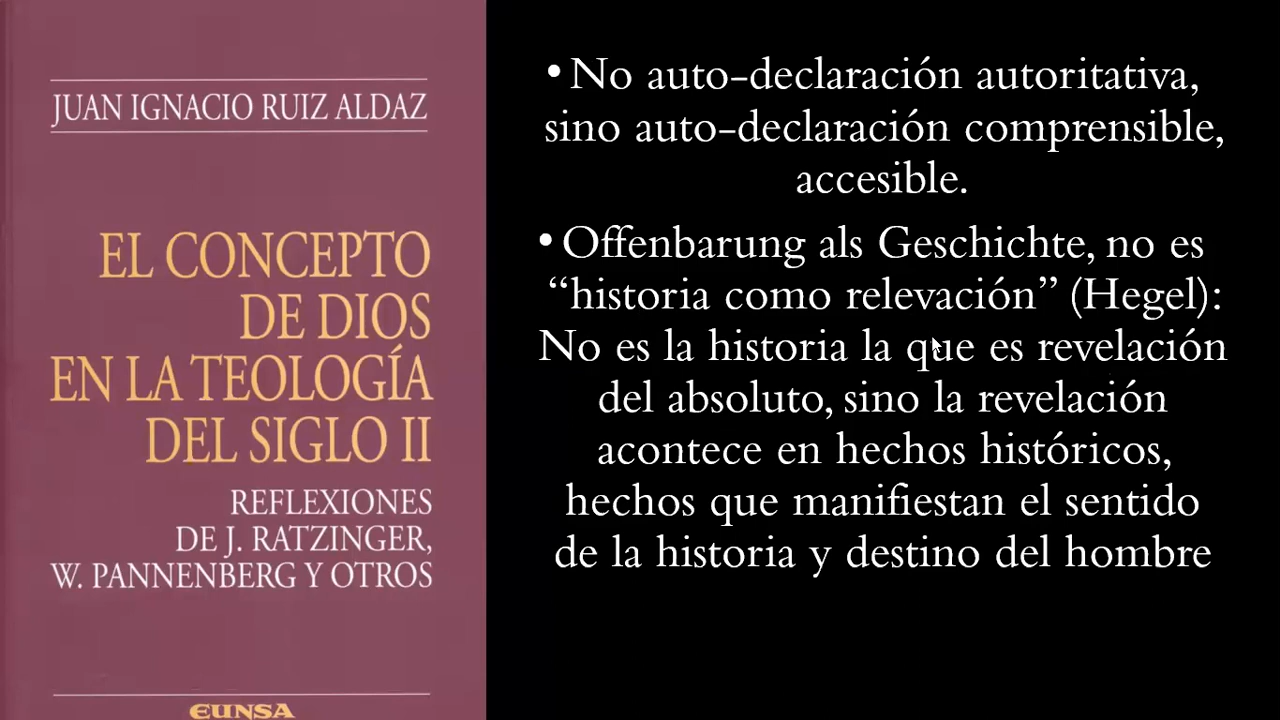 JUAN IGNACIO RUIZ ALDAZ
EL CONCEPTO
DE DIOS
EN LA TEOLOGÍA
DEL SIGLO II
REFLEXIONES
DE J. RATZINGER,
W. PANNENBERG Y OTROS
EUNSA
• No auto-declaración autoritativa,
sino auto-declaración comprensible,
accesible.
• Offenbarung als Geschichte, no es
“historia como relevación” (Hegel):
No es la historia la que es revelación
del absoluto, sino la revelación
acontece en hechos históricos,
hechos que manifiestan el sentido
de la historia y destino del hombre